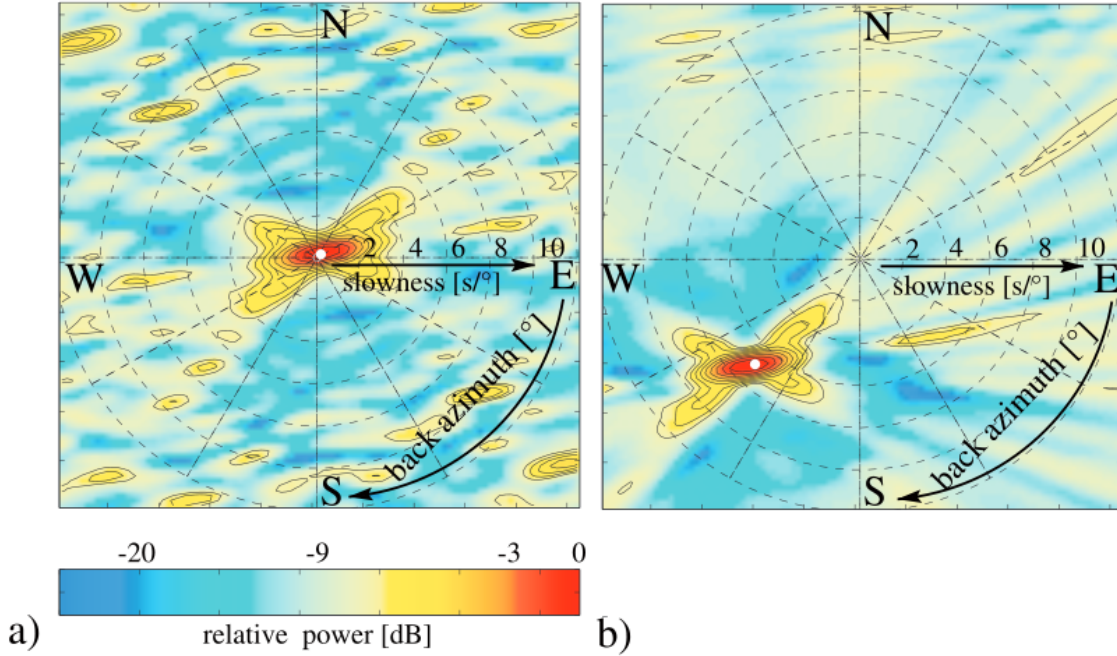 N
N
W
2 4 6 8 10
E
slowness [s/°]
back azimuth [°]
S
W
2 4 6 8 10
E
slowness [s/°]
back azimuth [°]
S
-20 -9 -3 0
a)
relative power [dB]
b)